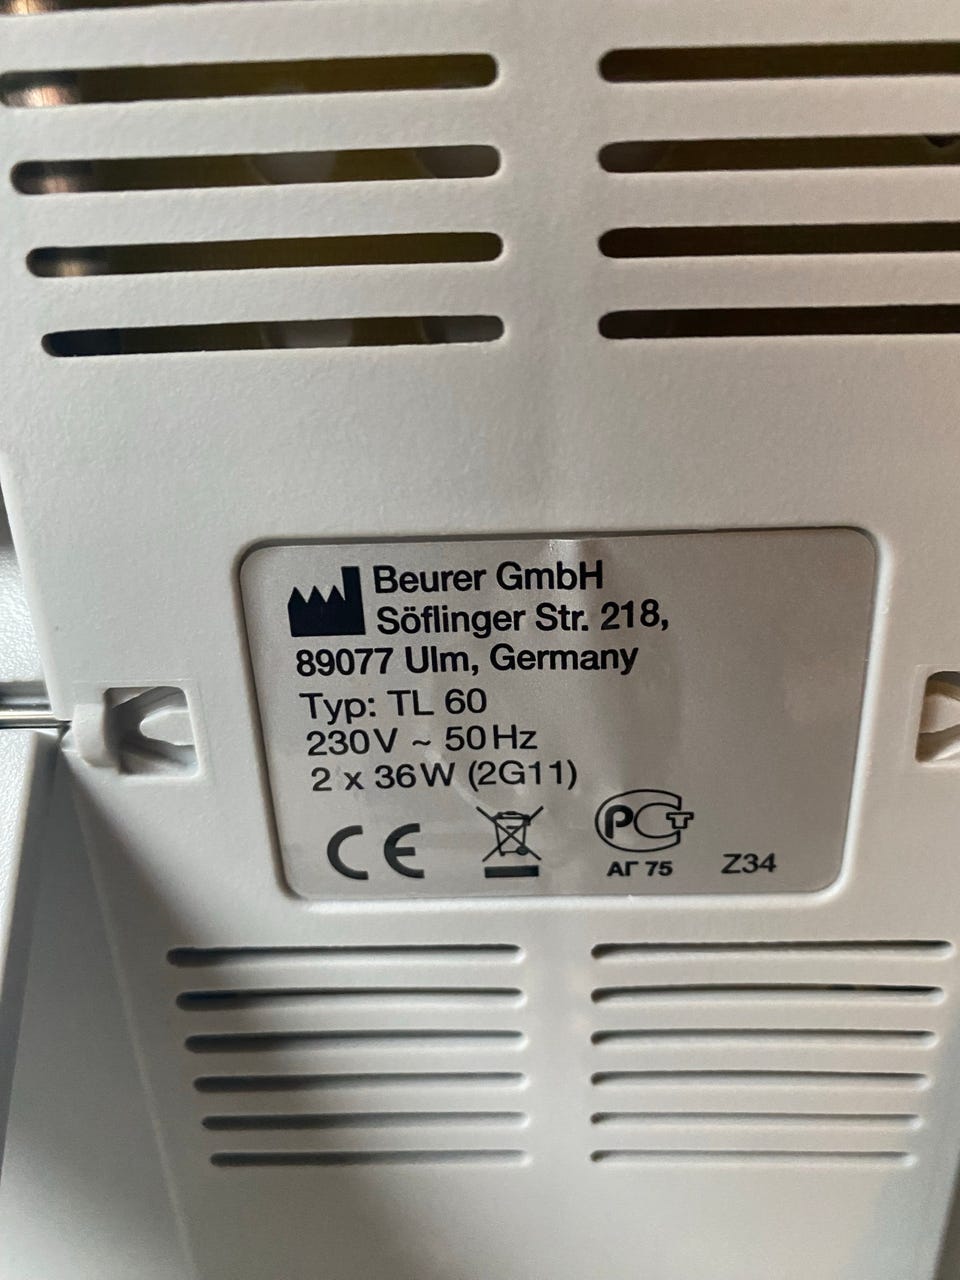 Beurer GmbH
Söflinger Str. 218,
89077 Ulm, Germany
Typ: TL 60
230V ~ 50Hz
2 x 36W (2G11)
CE РСТ
АГ 75 Z34